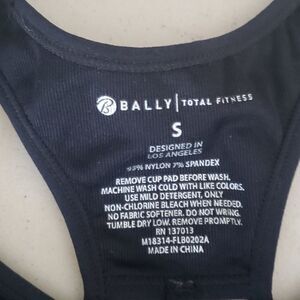 B BALLY | TOTAL FITNESS
S
DESIGNED IN
LOS ANGELES
93% NYLON 7% SPANDEX
REMOVE CUP PAD BEFORE WASH.
MACHINE WASH COLD WITH LIKE COLORS.
USE MILD DETERGENT, ONLY
NON-CHLORINE BLEACH WHEN NEEDED.
NO FABRIC SOFTENER. DO NOT WRING.
TUMBLE DRY LOW. REMOVE PROMPTLY.
RN 137013
M18314-FLB0202A
MADE IN CHINA